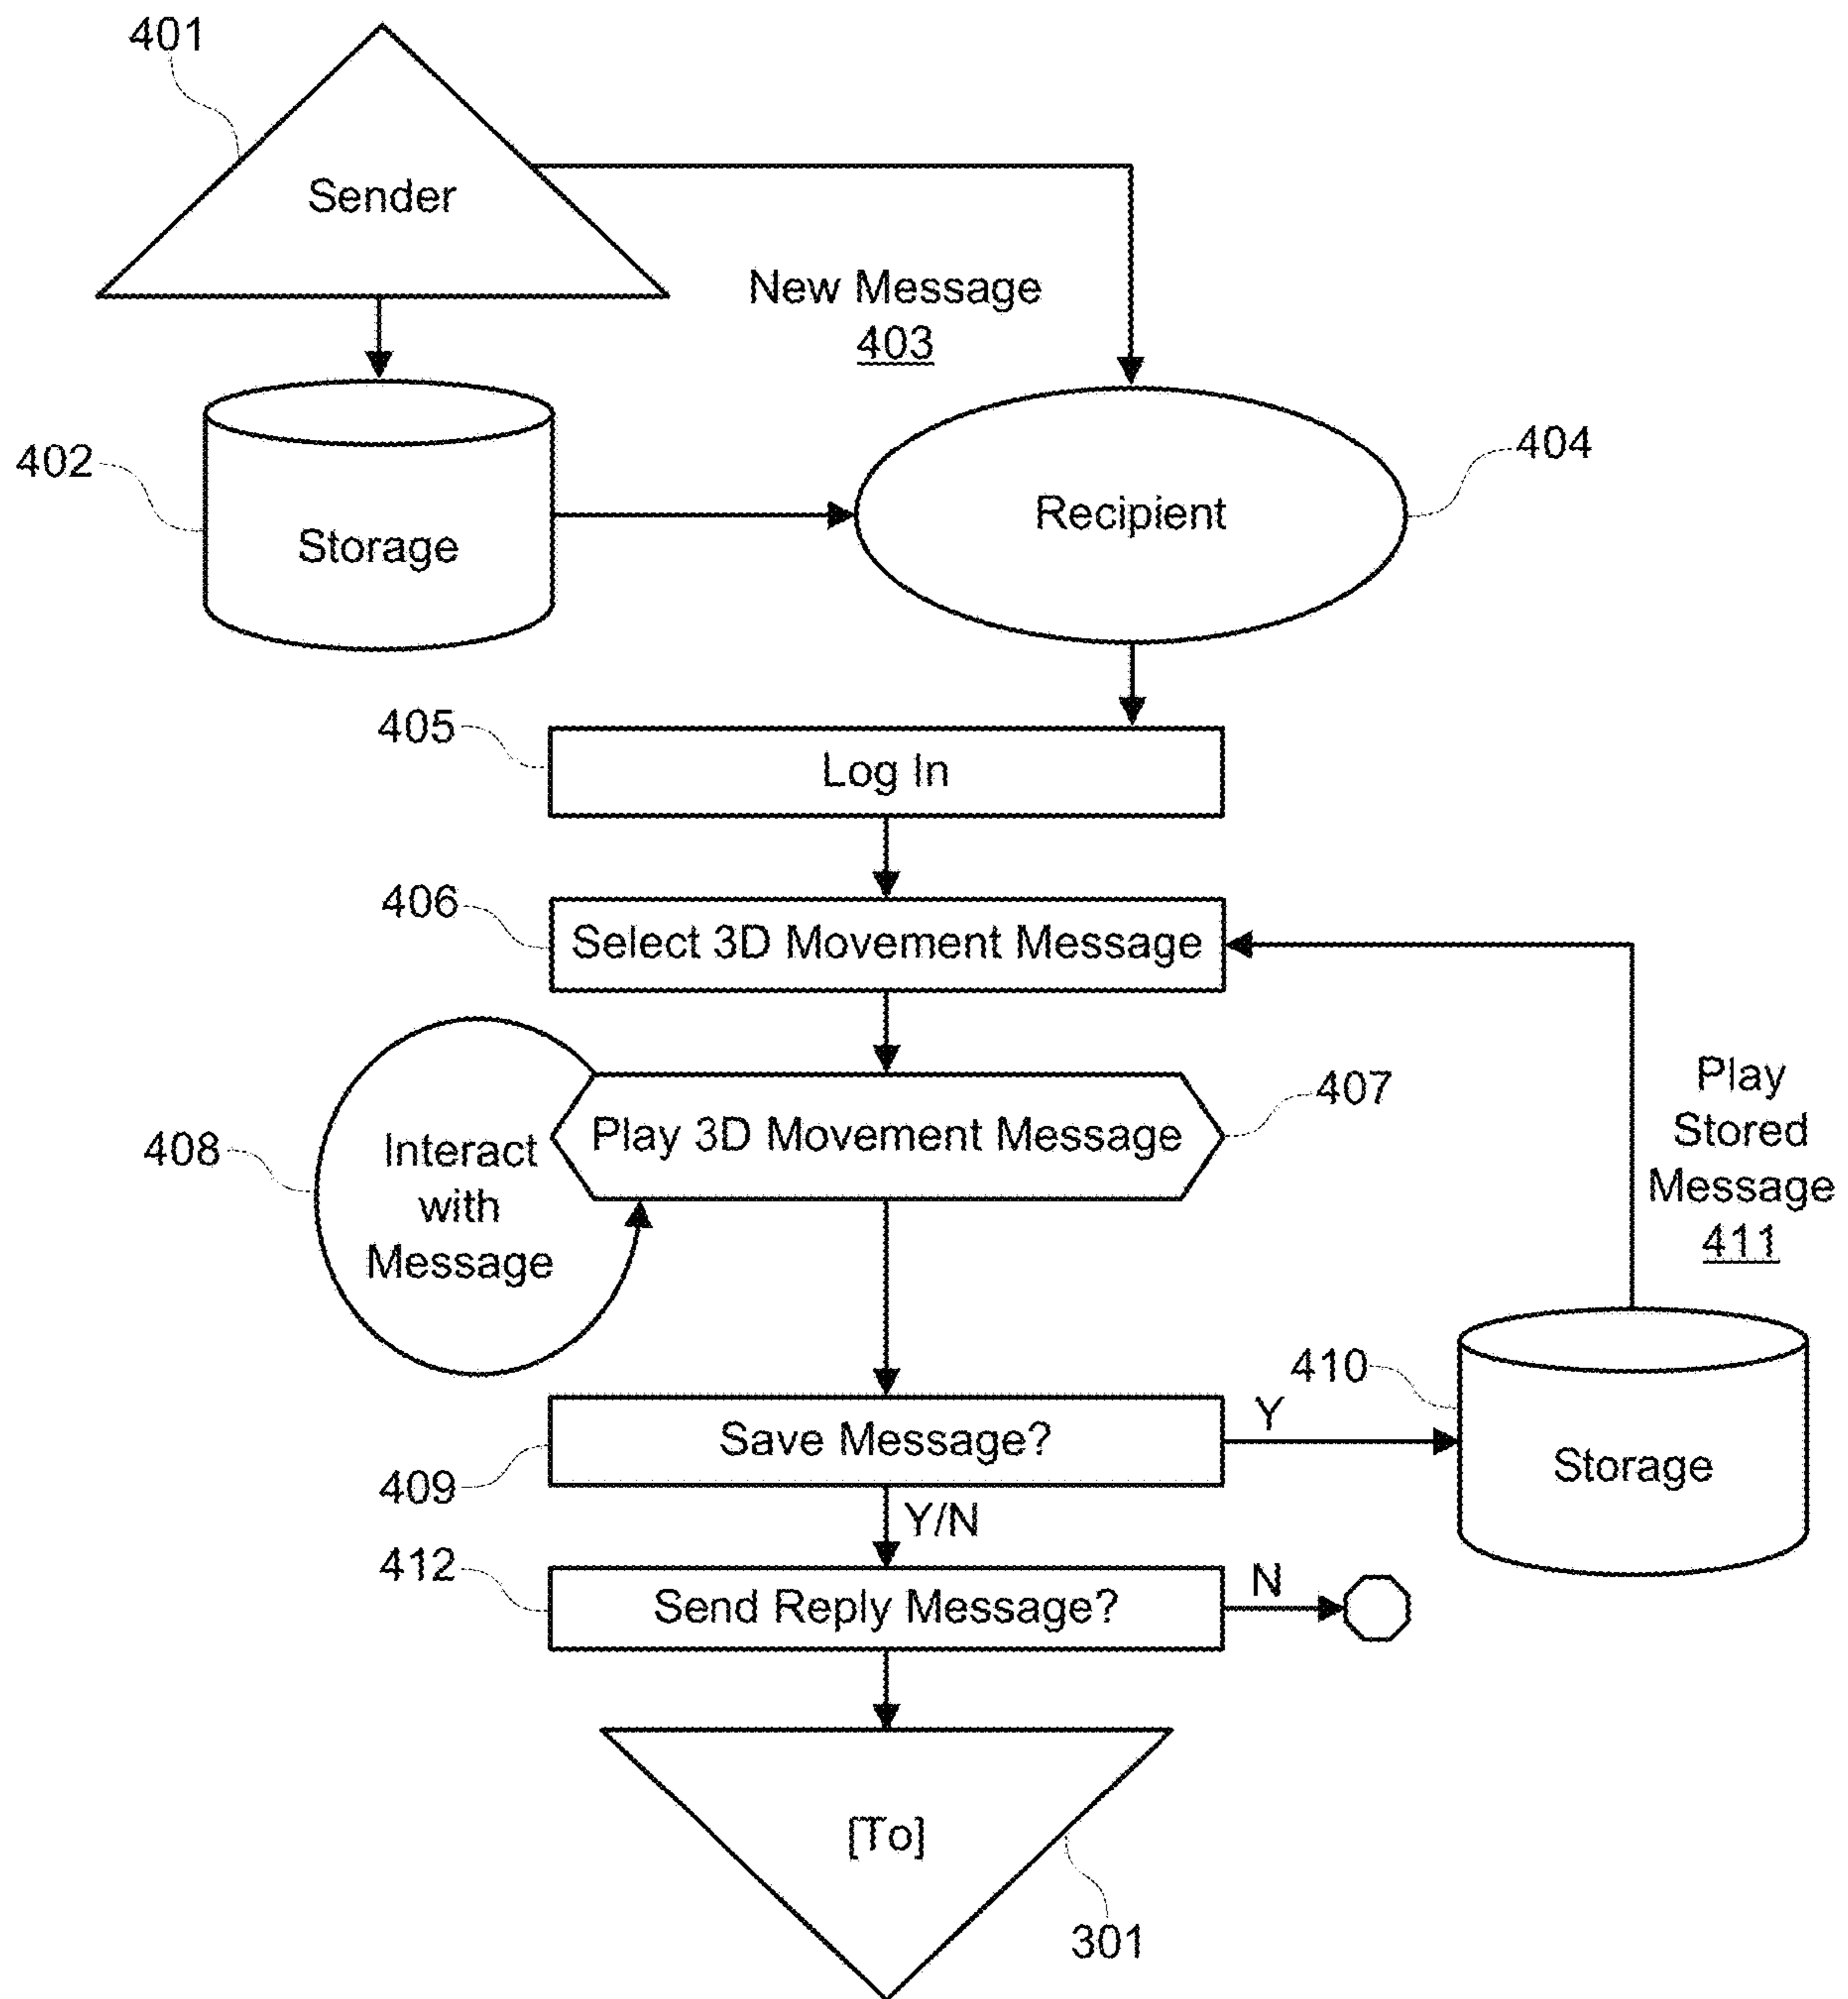 401
Sender
New Message
403
402
Storage
Recipient
404
405
Log In
406
Select 3D Movement Message
407
Play 3D Movement Message
408
Interact
with
Message
Play
Stored
Message
411
410
Storage
409
Save Message?
Y
Y/N
412
Send Reply Message?
N
[To]
301